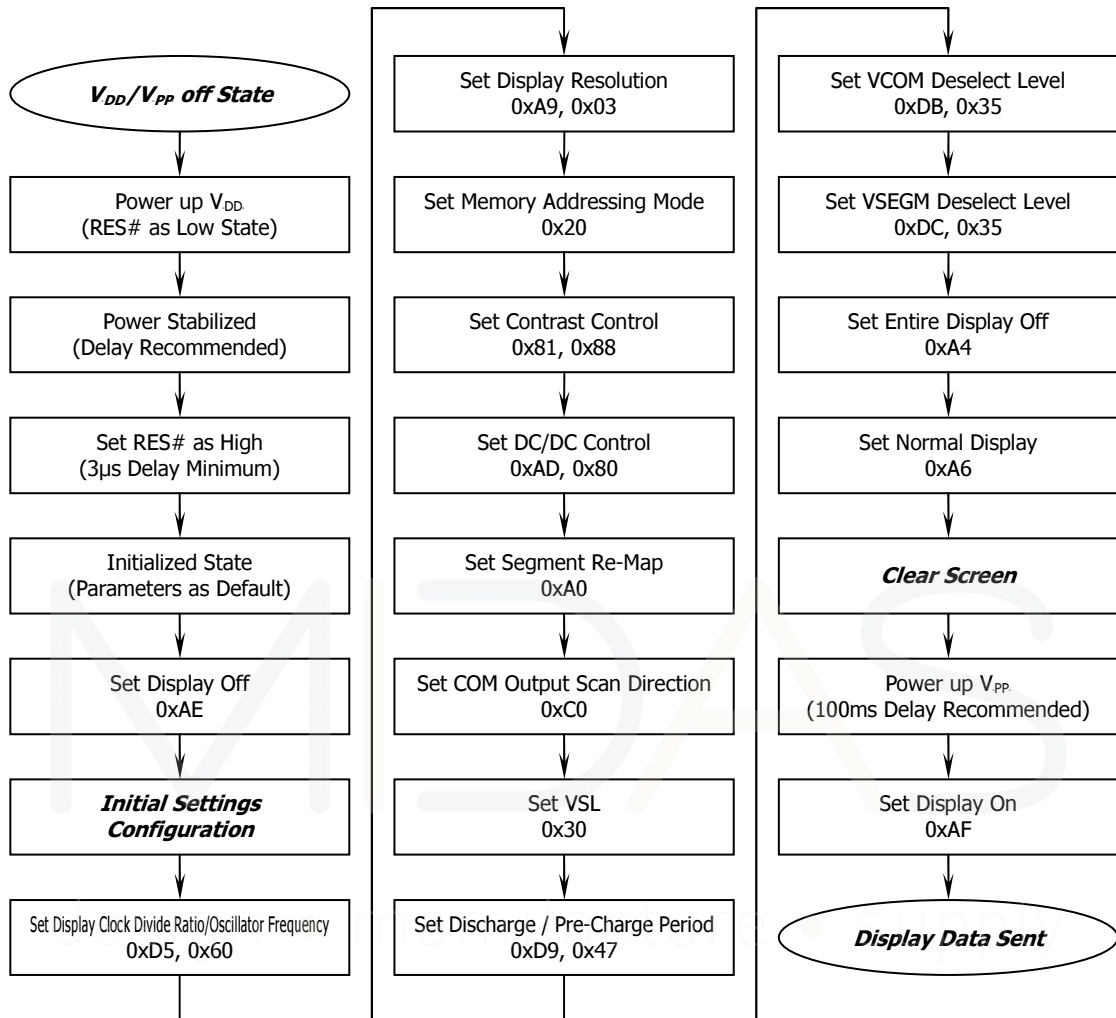 V.DD/V.PP off State
Power up V.DD.
(RES# as Low State)
Power Stabilized
(Delay Recommended)
Set RES# as High
(3μs Delay Minimum)
Initialized State
(Parameters as Default)
Set Display Off
0xAE
Initial Settings
Configuration
Set Display Clock Divide Ratio/Oscillator Frequency
0xD5, 0x60
Set Display Resolution
0xA9, 0x03
Set Memory Addressing Mode
0x20
Set Contrast Control
0x81, 0x88
Set DC/DC Control
0xAD, 0x80
Set Segment Re-Map
0xA0
Set COM Output Scan Direction
0xC0
Set VSL
0x30
Set Discharge / Pre-Charge Period
0xD9, 0x47
Set VCOM Deselect Level
0xDB, 0x35
Set VSEGM Deselect Level
0xDC, 0x35
Set Entire Display Off
0xA4
Set Normal Display
0xA6
Clear Screen
Power up V.PP.
(100ms Delay Recommended)
Set Display On
0xAF
Display Data Sent
MIDAS
supply